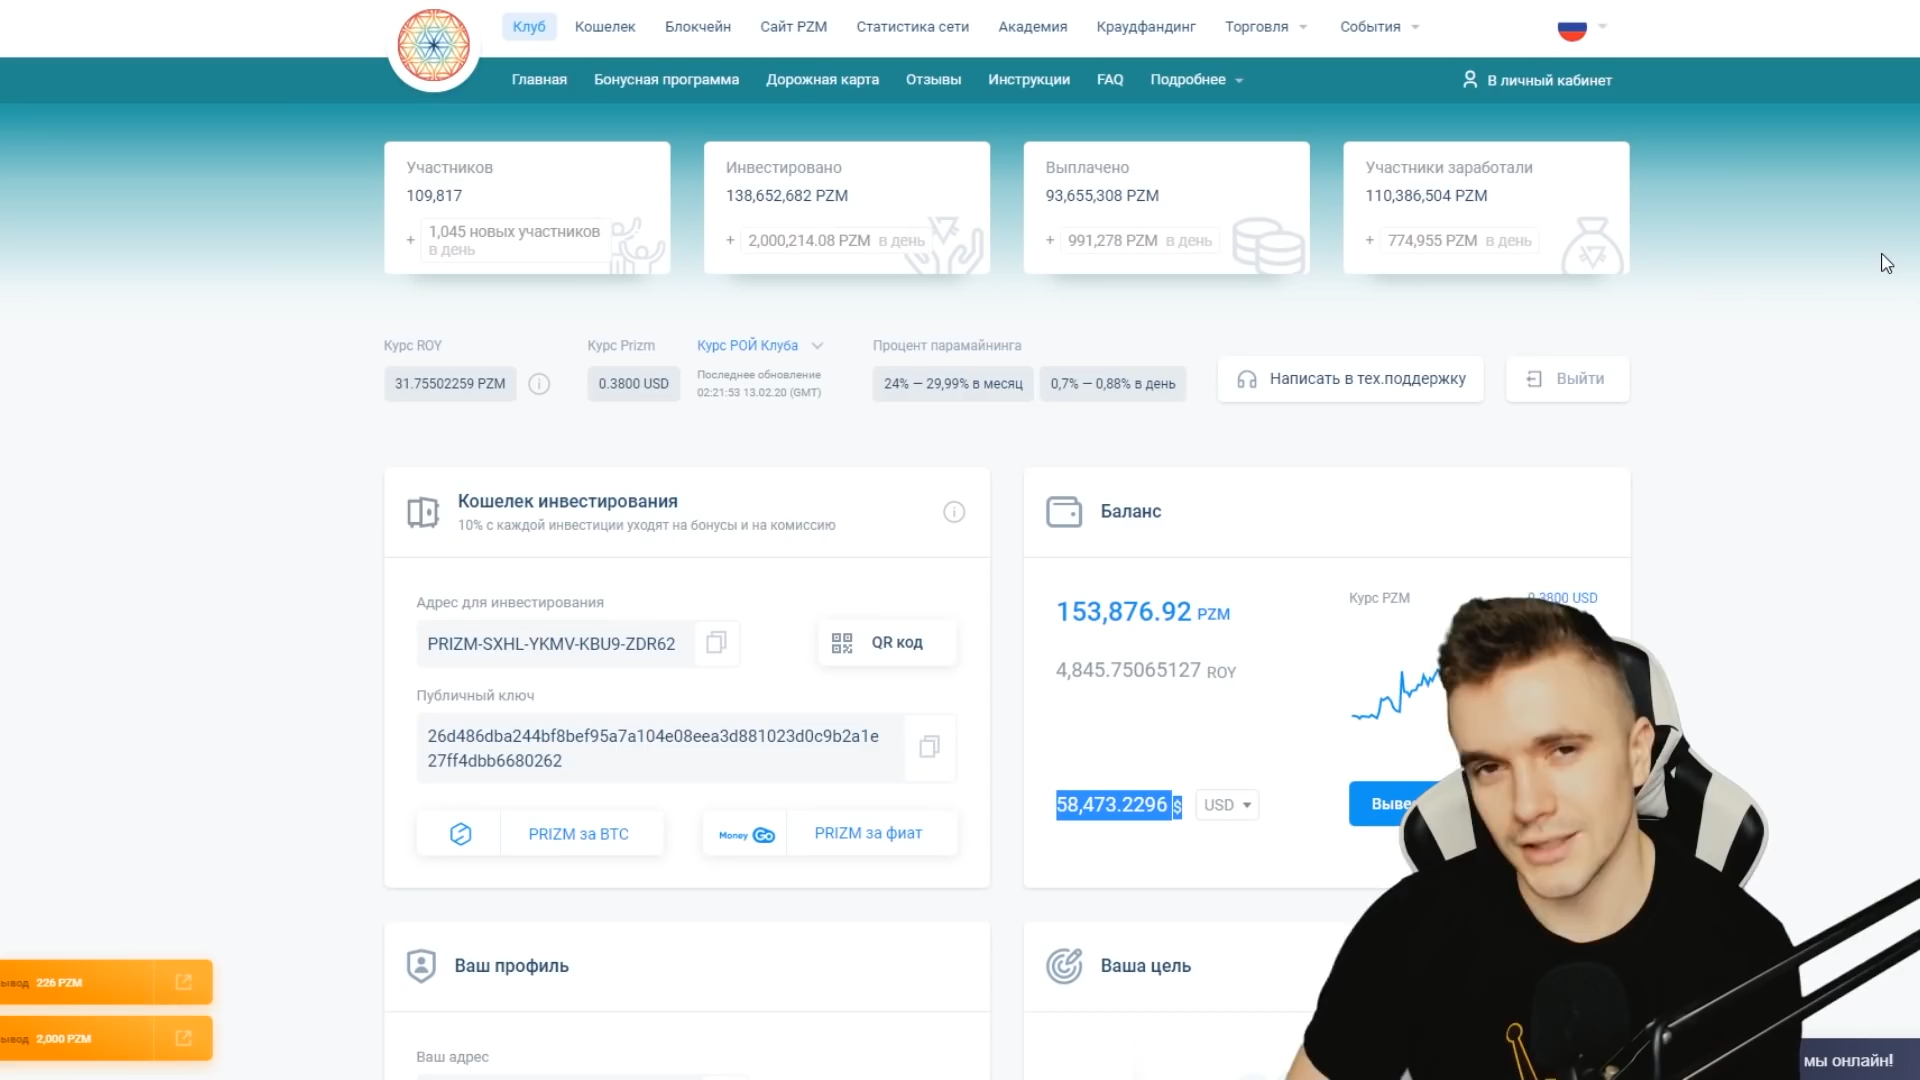 Клуб Кошелек Блокчейн Сайт PZM Статистика сети Академия Краудфандинг Торговля События
Главная Бонусная программа Дорожная карта Отзывы Инструкции FAQ Подробнее В личный кабинет
Участников
109,817
+ 1,045 новых участников
в день
Инвестировано
138,652,682 PZM
+ 2,000,214.08 PZM в день
Выплачено
93,655,308 PZM
+ 991,278 PZM в день
Участники заработали
110,386,504 PZM
+ 774,955 PZM в день
Курс ROY
31.75502259 PZM
Курс Prizm
0.3800 USD
Курс РОЙ Клуба
Последнее обновление
02:21:53 13.02.20 (GMT)
Процент парамайнинга
24% — 29,99% в месяц
0,7% — 0,88% в день
Написать в тех.поддержку
Выйти
Кошелек инвестирования
10% с каждой инвестиции уходят на бонусы и на комиссию
Адрес для инвестирования
PRIZM-SXHL-YKMV-KBU9-ZDR62
QR код
Публичный ключ
26d486dba244bf8bef95a7a104e08eea3d881023d0c9b2a1e
27ff4dbb6680262
PRIZM за BTC
Money Go PRIZM за фиат
Баланс
153,876.92 PZM
Курс PZM
0.3800 USD
4,845.75065127 ROY
58,473.2296 $
USD
Выве
Ваш профиль
Ваш адрес
Ваша цель
ывод 226 PZM
ывод 2,000 PZM
мы онлайн!